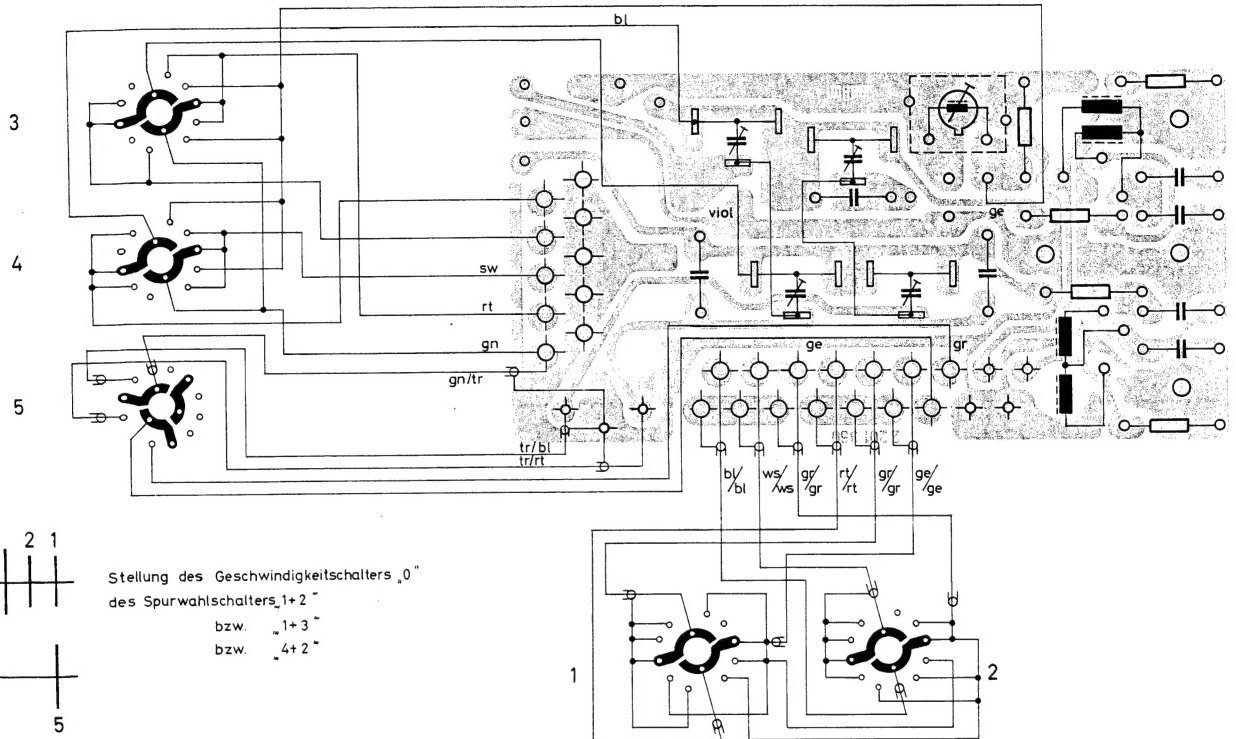 bl
3
viol
ge
4
sw
rt
gn
ge
gr
gn/tr
5
tr/bl
tr/rt
bl/bl
ws/ws
gr/gr
rt/rt
gr/gr
ge/ge
2 1
Stellung des Geschwindigkeitschalters „0“
des Spurwahlschalters „1+2“
bzw. „1+3“
bzw. „4+2“
1
2
5